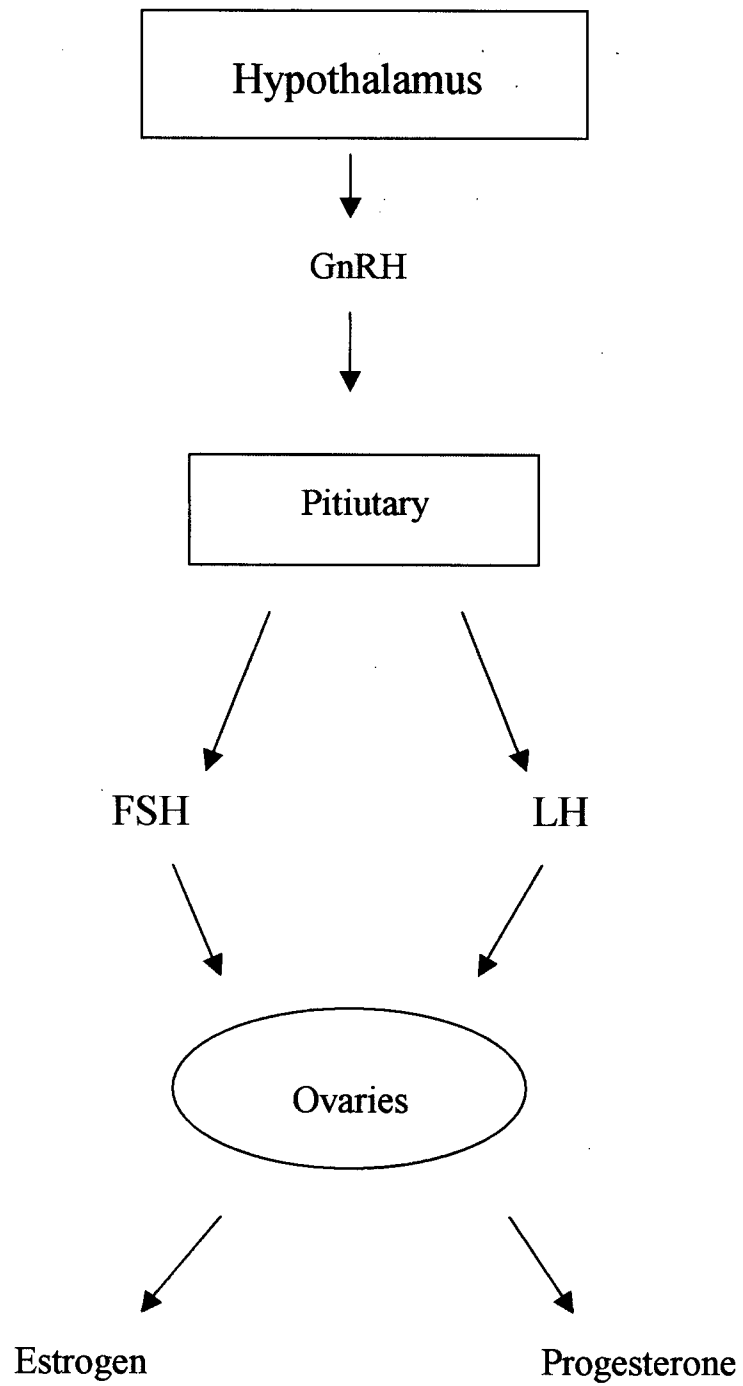 Hypothalamus
GnRH
Pitiutary
FSH LH
Ovaries
Estrogen Progesterone